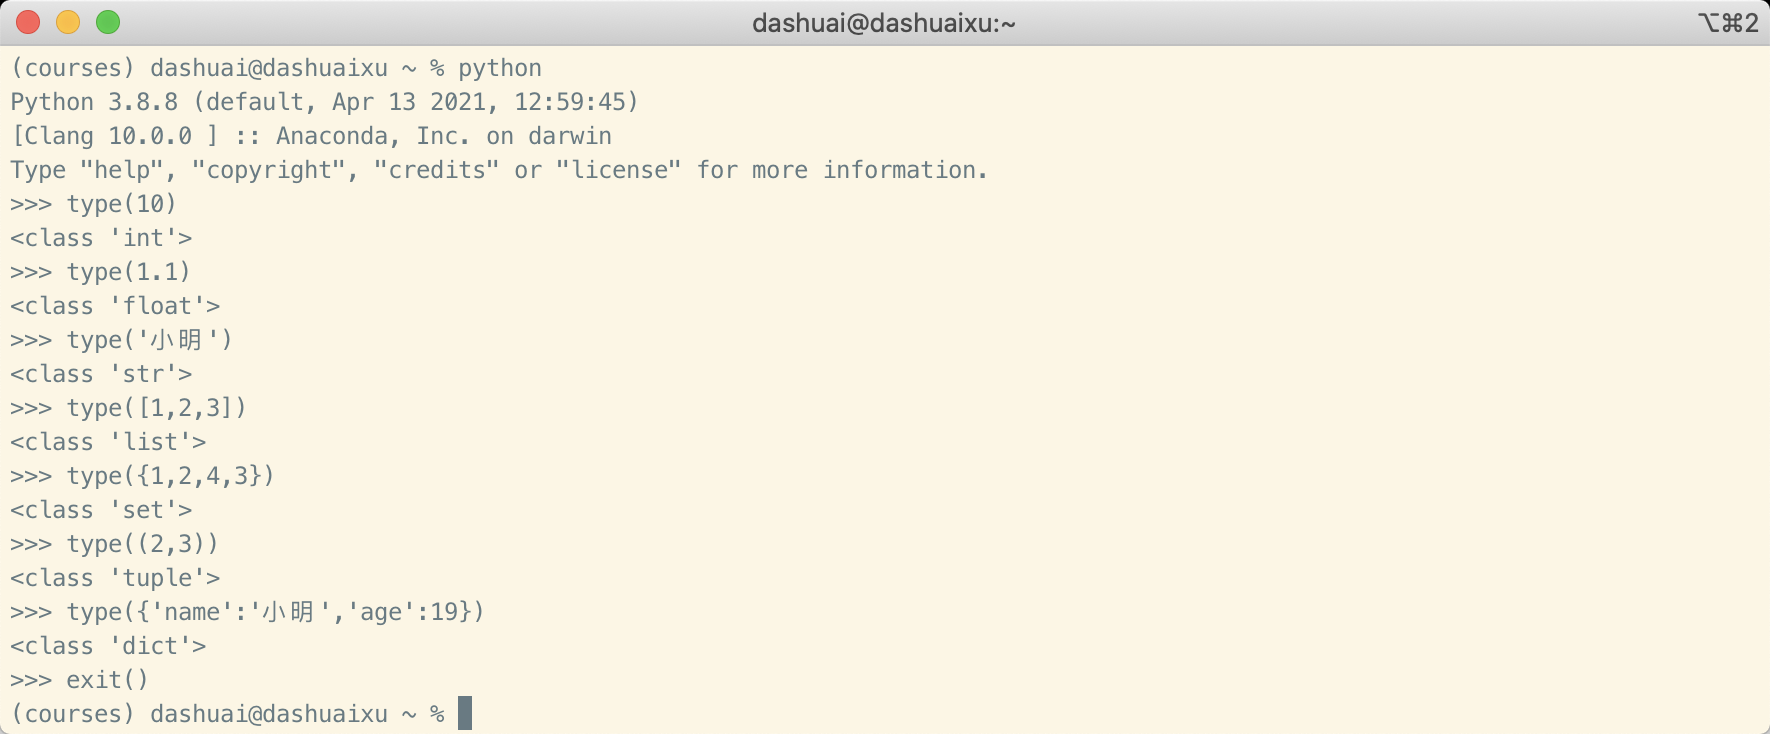 dashuai@dashuaixu:~
⌥⌘2
(courses) dashuai@dashuaixu ~ % python
Python 3.8.8 (default, Apr 13 2021, 12:59:45)
[Clang 10.0.0 ] :: Anaconda, Inc. on darwin
Type "help", "copyright", "credits" or "license" for more information.
>>> type(10)
<class 'int'>
>>> type(1.1)
<class 'float'>
>>> type('小明')
<class 'str'>
>>> type([1,2,3])
<class 'list'>
>>> type({1,2,4,3})
<class 'set'>
>>> type((2,3))
<class 'tuple'>
>>> type({'name':'小明','age':19})
<class 'dict'>
>>> exit()
(courses) dashuai@dashuaixu ~ %